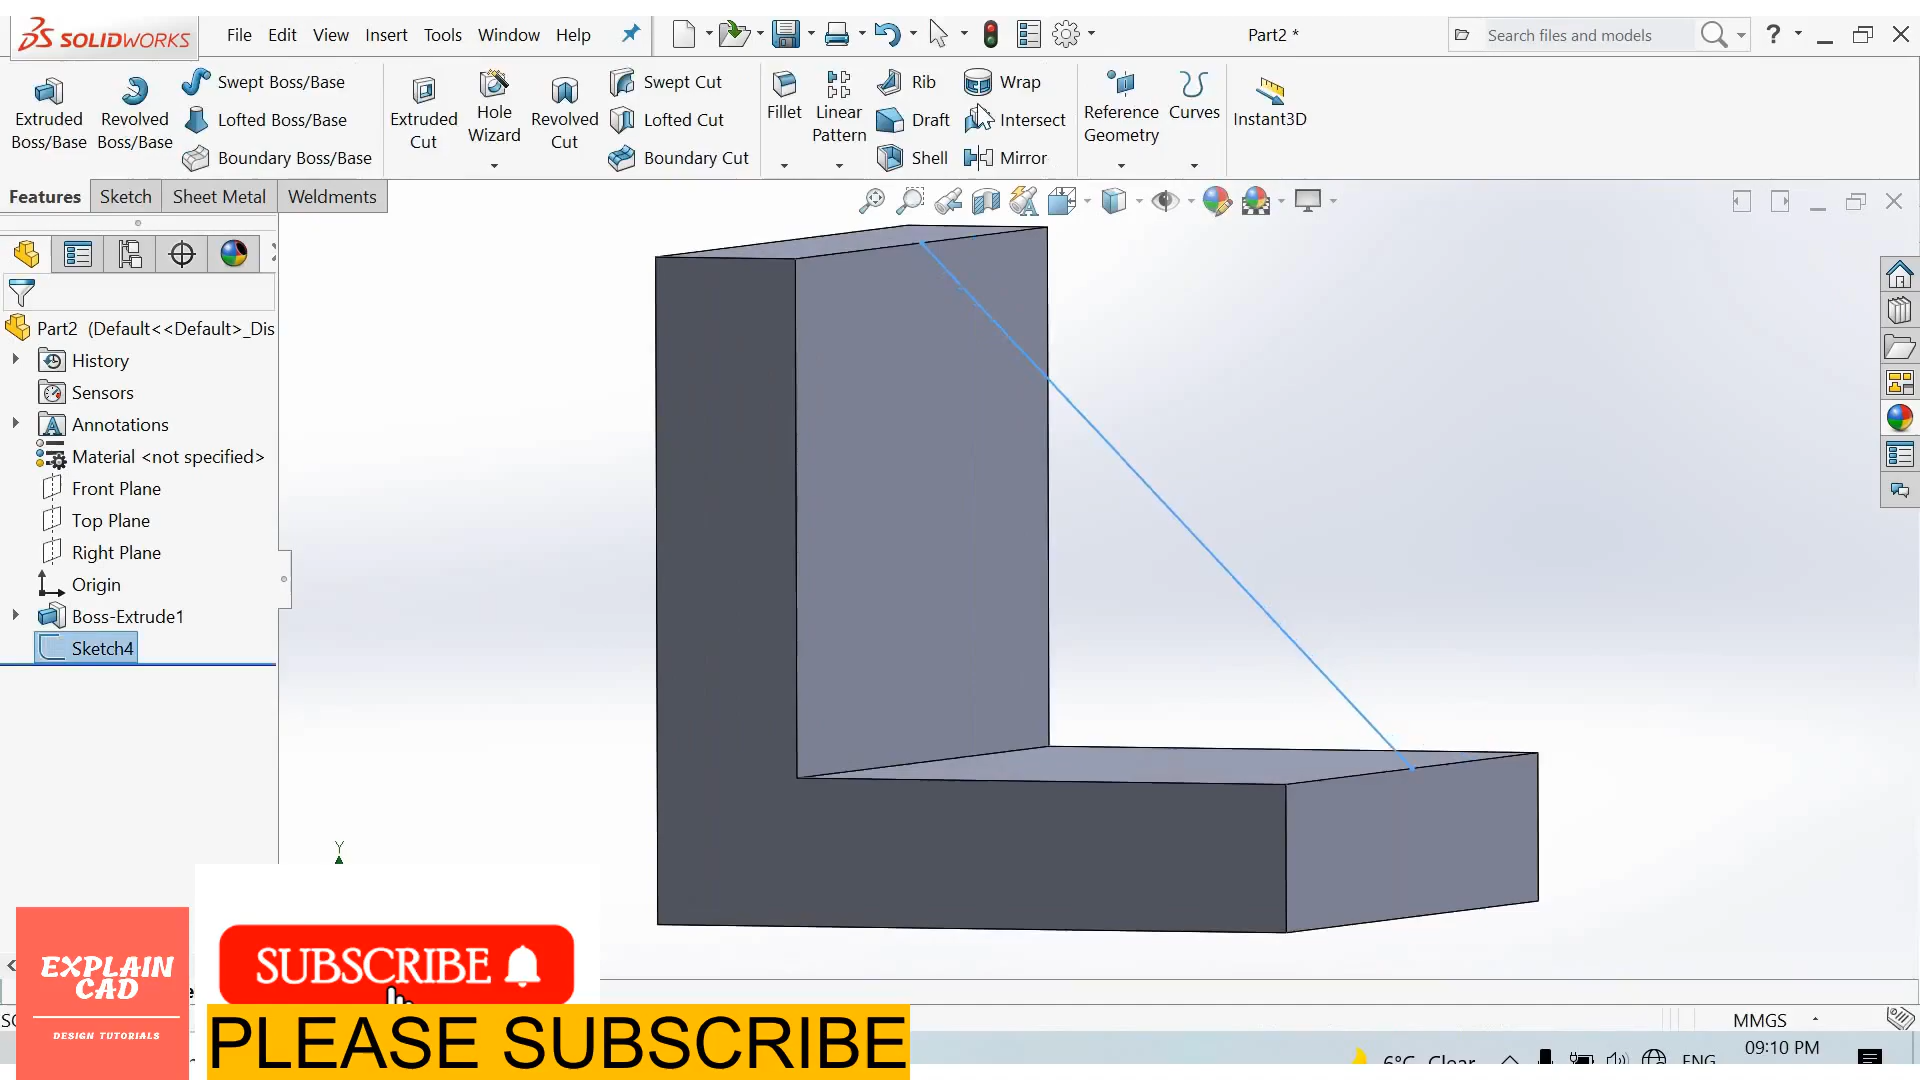 SOLIDWORKS File Edit View Insert Tools Window Help Part2 * Search files and models ?
Extruded Boss/Base
Revolved Boss/Base
Swept Boss/Base
Lofted Boss/Base
Boundary Boss/Base
Extruded Cut
Hole Wizard
Revolved Cut
Swept Cut
Lofted Cut
Boundary Cut
Fillet
Linear Pattern
Rib
Draft
Shell
Wrap
Intersect
Mirror
Reference Geometry
Curves
Instant3D
Features Sketch Sheet Metal Weldments
Part2 (Default<<Default>_Dis
History
Sensors
Annotations
Material <not specified>
Front Plane
Top Plane
Right Plane
Origin
Boss-Extrude1
Sketch4
Y
EXPLAIN
CAD
DESIGN TUTORIALS
SUBSCRIBE
PLEASE SUBSCRIBE
MMGS
6°C Clear ENG 09:10 PM